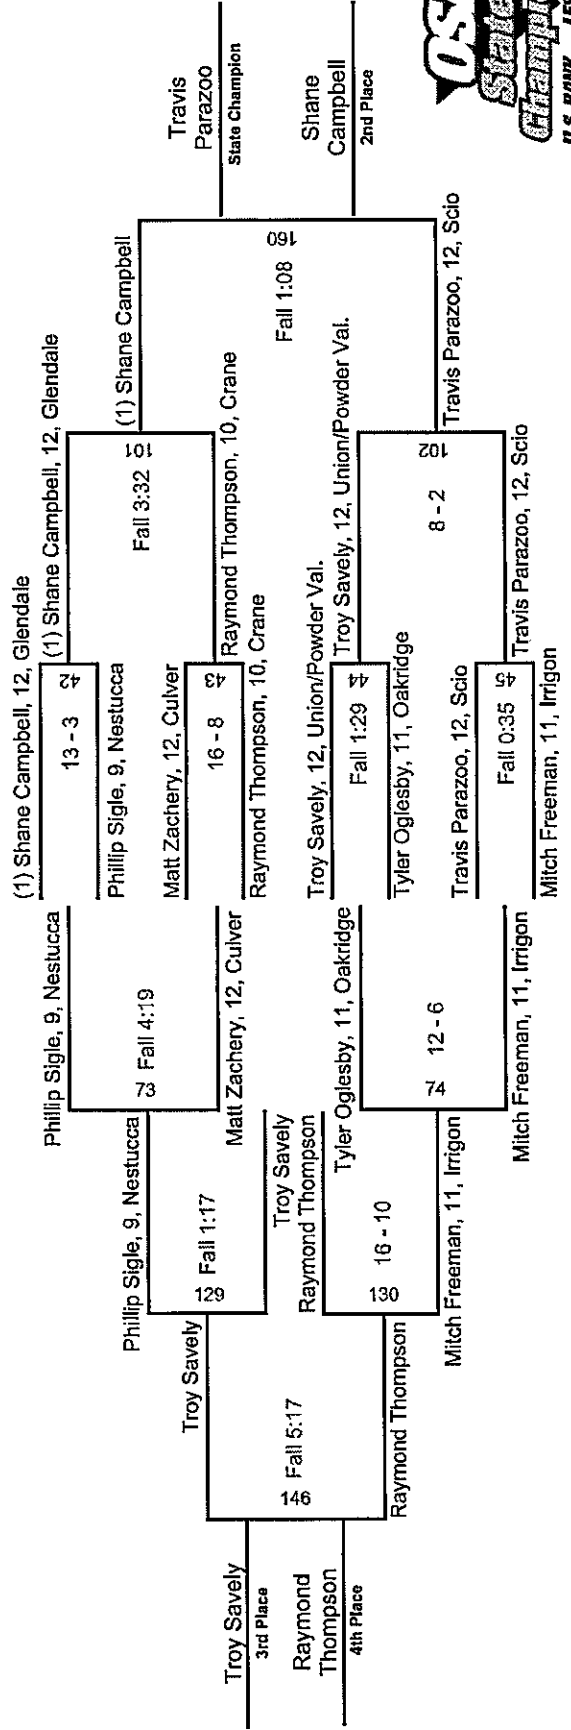 (1) Shane Campbell, 12, Glendale
13 - 3
42
Phillip Sigle, 9, Nestucca
(1) Shane Campbell, 12, Glendale
Matt Zachery, 12, Culver
16 - 8
43
Raymond Thompson, 10, Crane
Raymond Thompson, 10, Crane
101
Fall 3:32
(1) Shane Campbell
Troy Savely, 12, Union/Powder Val.
Fall 1:29
44
Tyler Oglesby, 11, Oakridge
Troy Savely, 12, Union/Powder Val.
Travis Parazoo, 12, Scio
Fall 0:35
45
Mitch Freeman, 11, Irrigon
Travis Parazoo, 12, Scio
102
8 - 2
Travis Parazoo, 12, Scio
160
Fall 1:08
Travis
Parazoo
State Champion
Shane
Campbell
2nd Place
Phillip Sigle, 9, Nestucca
73
Fall 4:19
Matt Zachery, 12, Culver
Phillip Sigle, 9, Nestucca
129
Fall 1:17
Troy Savely
Tyler Oglesby, 11, Oakridge
74
12 - 6
Mitch Freeman, 11, Irrigon
Raymond Thompson
130
16 - 10
Mitch Freeman, 11, Irrigon
Troy Savely
146
Fall 5:17
Raymond Thompson
Troy Savely
3rd Place
Raymond
Thompson
4th Place
State
U.S. BANK